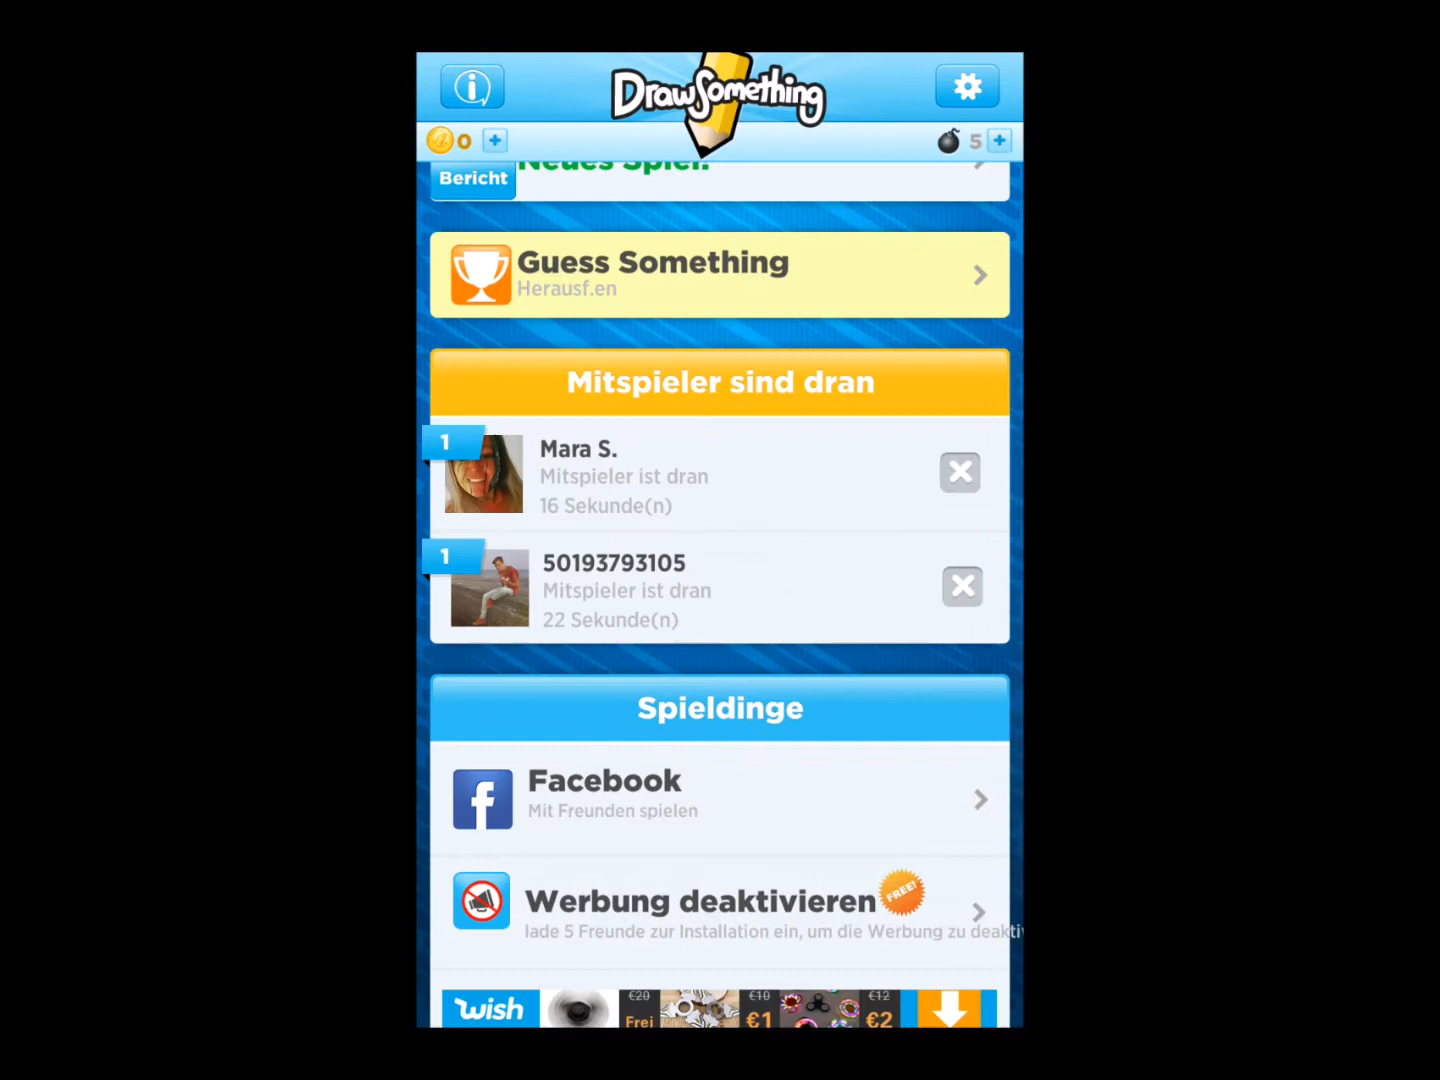 DrawSomething
0
5
Neues Spiel!
Bericht
Guess Something
Herausf.en
Mitspieler sind dran
1
Mara S.
Mitspieler ist dran
16 Sekunde(n)
1
50193793105
Mitspieler ist dran
22 Sekunde(n)
Spieldinge
Facebook
Mit Freunden spielen
Werbung deaktivieren
FREE!
lade 5 Freunde zur Installation ein, um die Werbung zu deakti
wish
€20
Frei
€10
€1
€12
€2